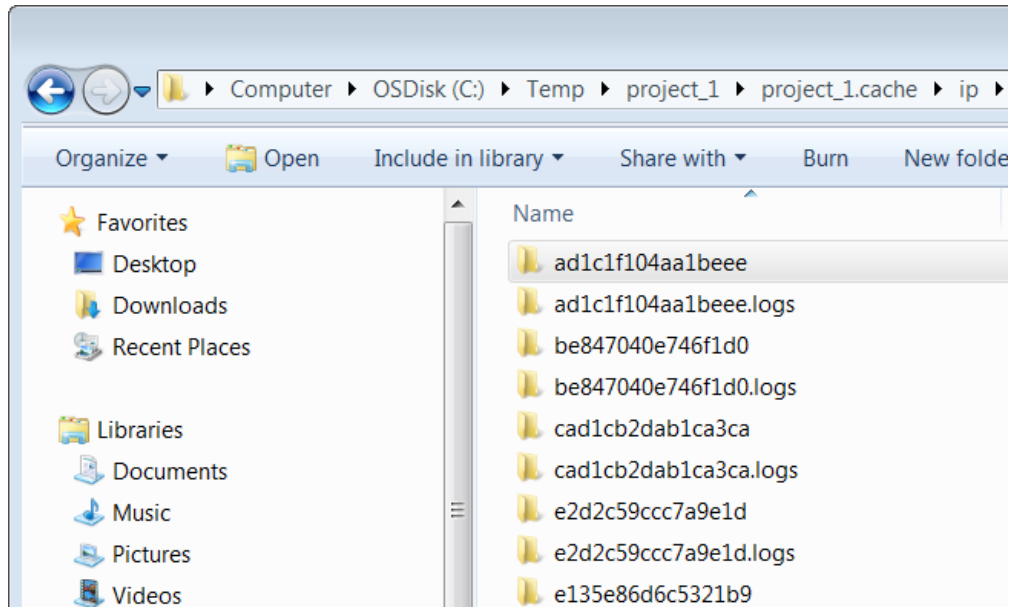 Computer OSDisk (C:) Temp project_1 project_1.cache ip
Organize Open Include in library Share with Burn New folde
Favorites
Desktop
Downloads
Recent Places
Libraries
Documents
Music
Pictures
Videos
Name
ad1c1f104aa1beee
ad1c1f104aa1beee.logs
be847040e746f1d0
be847040e746f1d0.logs
cad1cb2dab1ca3ca
cad1cb2dab1ca3ca.logs
e2d2c59ccc7a9e1d
e2d2c59ccc7a9e1d.logs
e135e86d6c5321b9